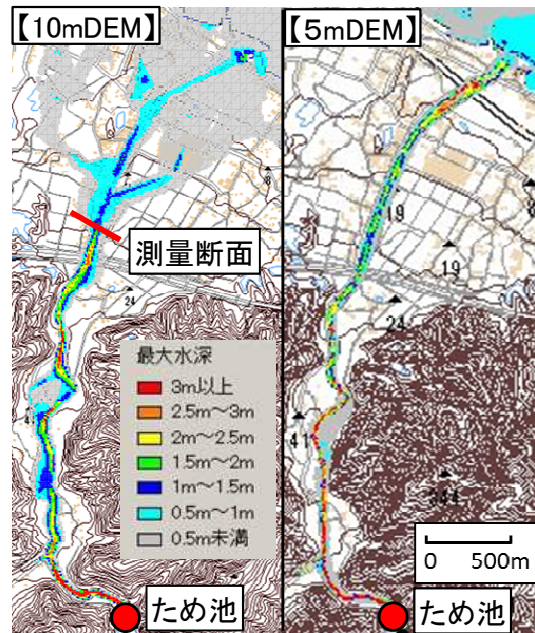 【10mDEM】
【5mDEM】
測量断面
最大水深
3m以上
2.5m~3m
2m~2.5m
1.5m~2m
1m~1.5m
0.5m~1m
0.5m未満
24
41
19
19
24
344
0 500m
ため池
ため池